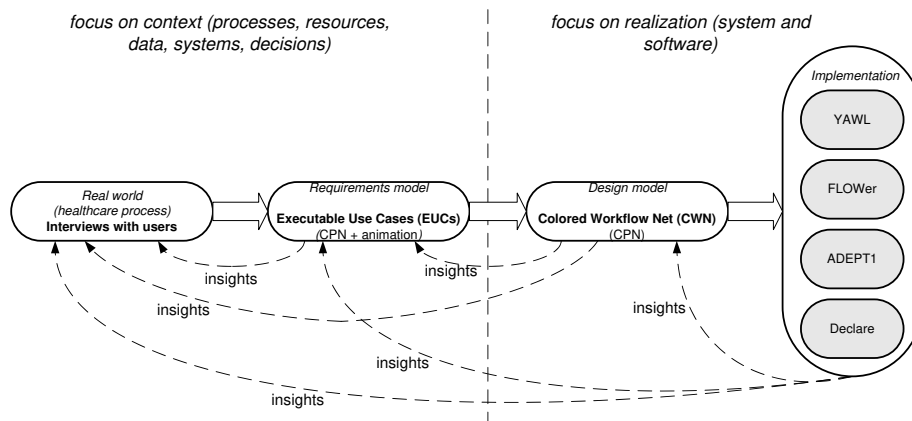 focus on context (processes, resources,
data, systems, decisions)
focus on realization (system and
software)
Implementation
YAWL
FLOWer
ADEPT1
Declare
Real world
(healthcare process)
Interviews with users
Requirements model
Executable Use Cases (EUCs)
(CPN + animation)
Design model
Colored Workflow Net (CWN)
(CPN)
insights
insights
insights
insights
insights
insights